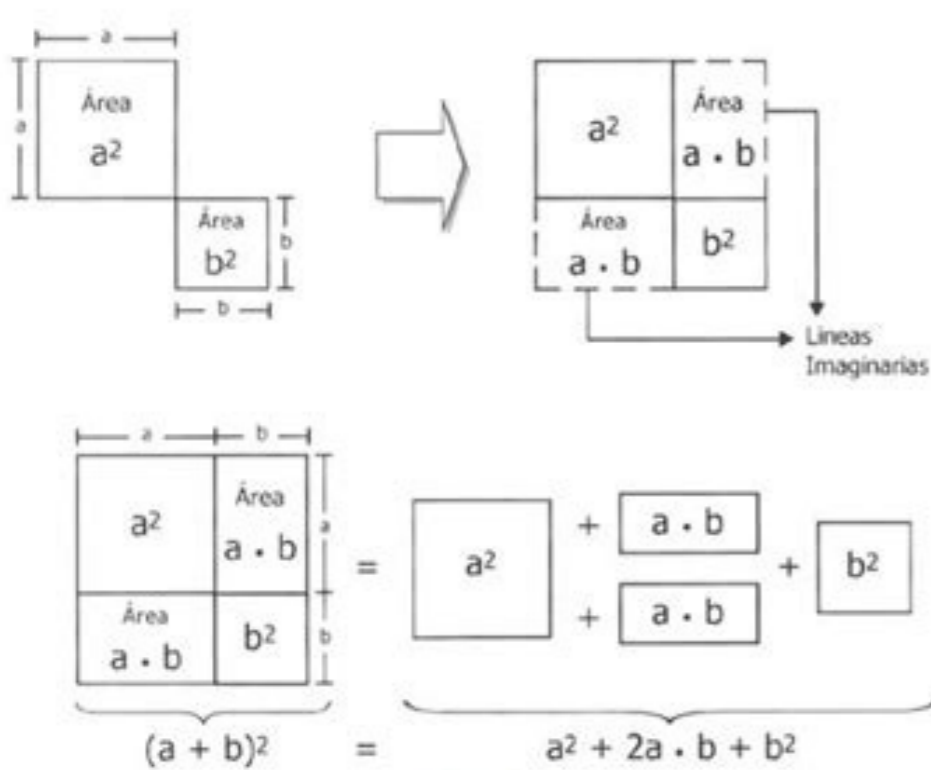 a
a
Área
a²
Área
b²
b
b
a²
Área
a · b
Área
a · b
b²
Lineas
Imaginarias
a
b
a²
Área
a · b
a
Área
a · b
b²
b
=
a²
+
a · b
+
a · b
+
b²
(a + b)²
=
a² + 2a · b + b²